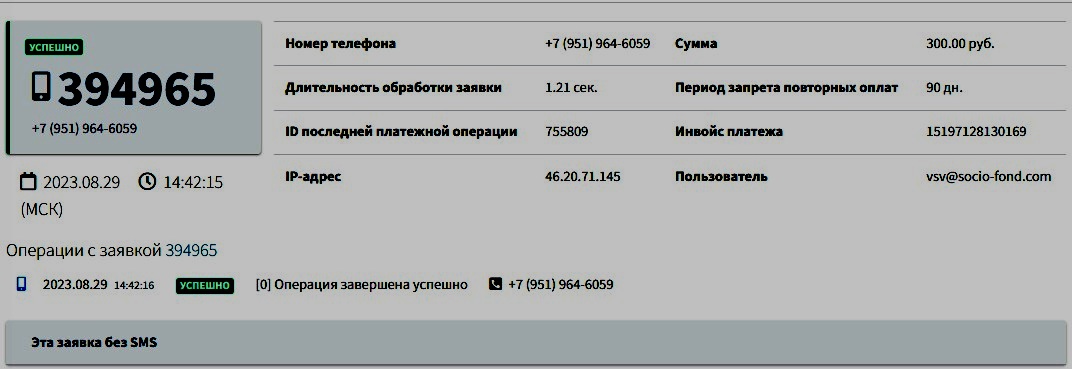 УСПЕШНО
394965
+7 (951) 964-6059
2023.08.29 14:42:15
(МСК)
Номер телефона +7 (951) 964-6059 Сумма 300.00 руб.
Длительность обработки заявки 1.21 сек. Период запрета повторных оплат 90 дн.
ID последней платежной операции 755809 Инвойс платежа 15197128130169
IP-адрес 46.20.71.145 Пользователь vsv@socio-fond.com
Операции с заявкой 394965
2023.08.29 14:42:16 УСПЕШНО [0] Операция завершена успешно +7 (951) 964-6059
Эта заявка без SMS